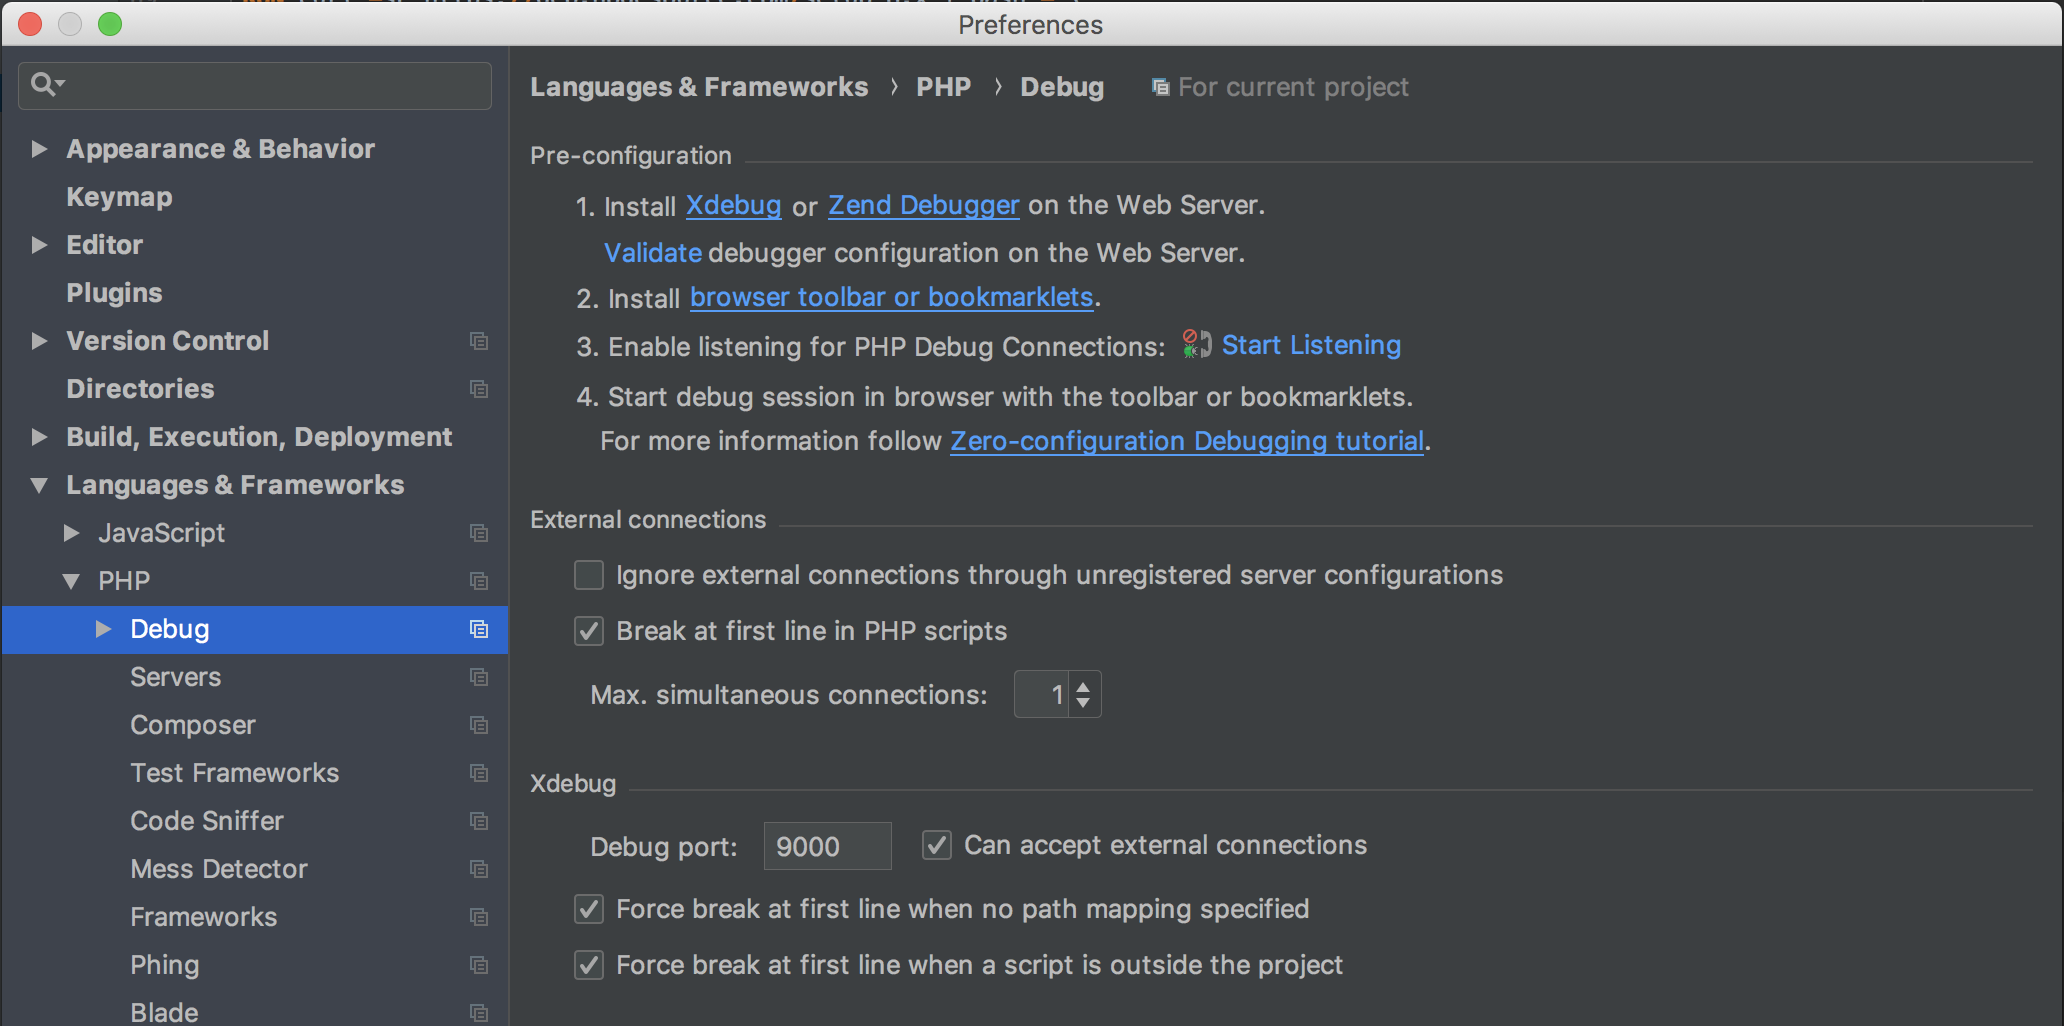 Preferences
Appearance & Behavior
Keymap
Editor
Plugins
Version Control
Directories
Build, Execution, Deployment
Languages & Frameworks
JavaScript
PHP
Debug
Servers
Composer
Test Frameworks
Code Sniffer
Mess Detector
Frameworks
Phing
Blade
Languages & Frameworks › PHP › Debug For current project
Pre-configuration
1. Install Xdebug or Zend Debugger on the Web Server.
Validate debugger configuration on the Web Server.
2. Install browser toolbar or bookmarklets.
3. Enable listening for PHP Debug Connections: Start Listening
4. Start debug session in browser with the toolbar or bookmarklets.
For more information follow Zero-configuration Debugging tutorial.
External connections
Ignore external connections through unregistered server configurations
Break at first line in PHP scripts
Max. simultaneous connections: 1
Xdebug
Debug port: 9000 Can accept external connections
Force break at first line when no path mapping specified
Force break at first line when a script is outside the project